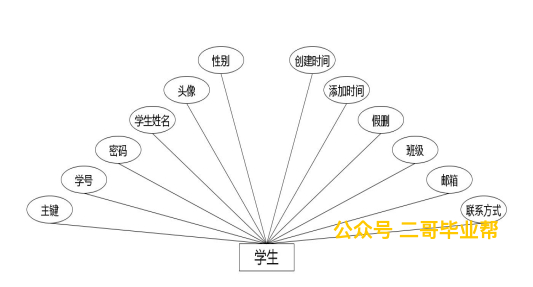 性别
创建时间
头像
添加时间
学生姓名
假删
密码
班级
学号
邮箱
主键
联系方式
公众号 二哥毕业帮
学生